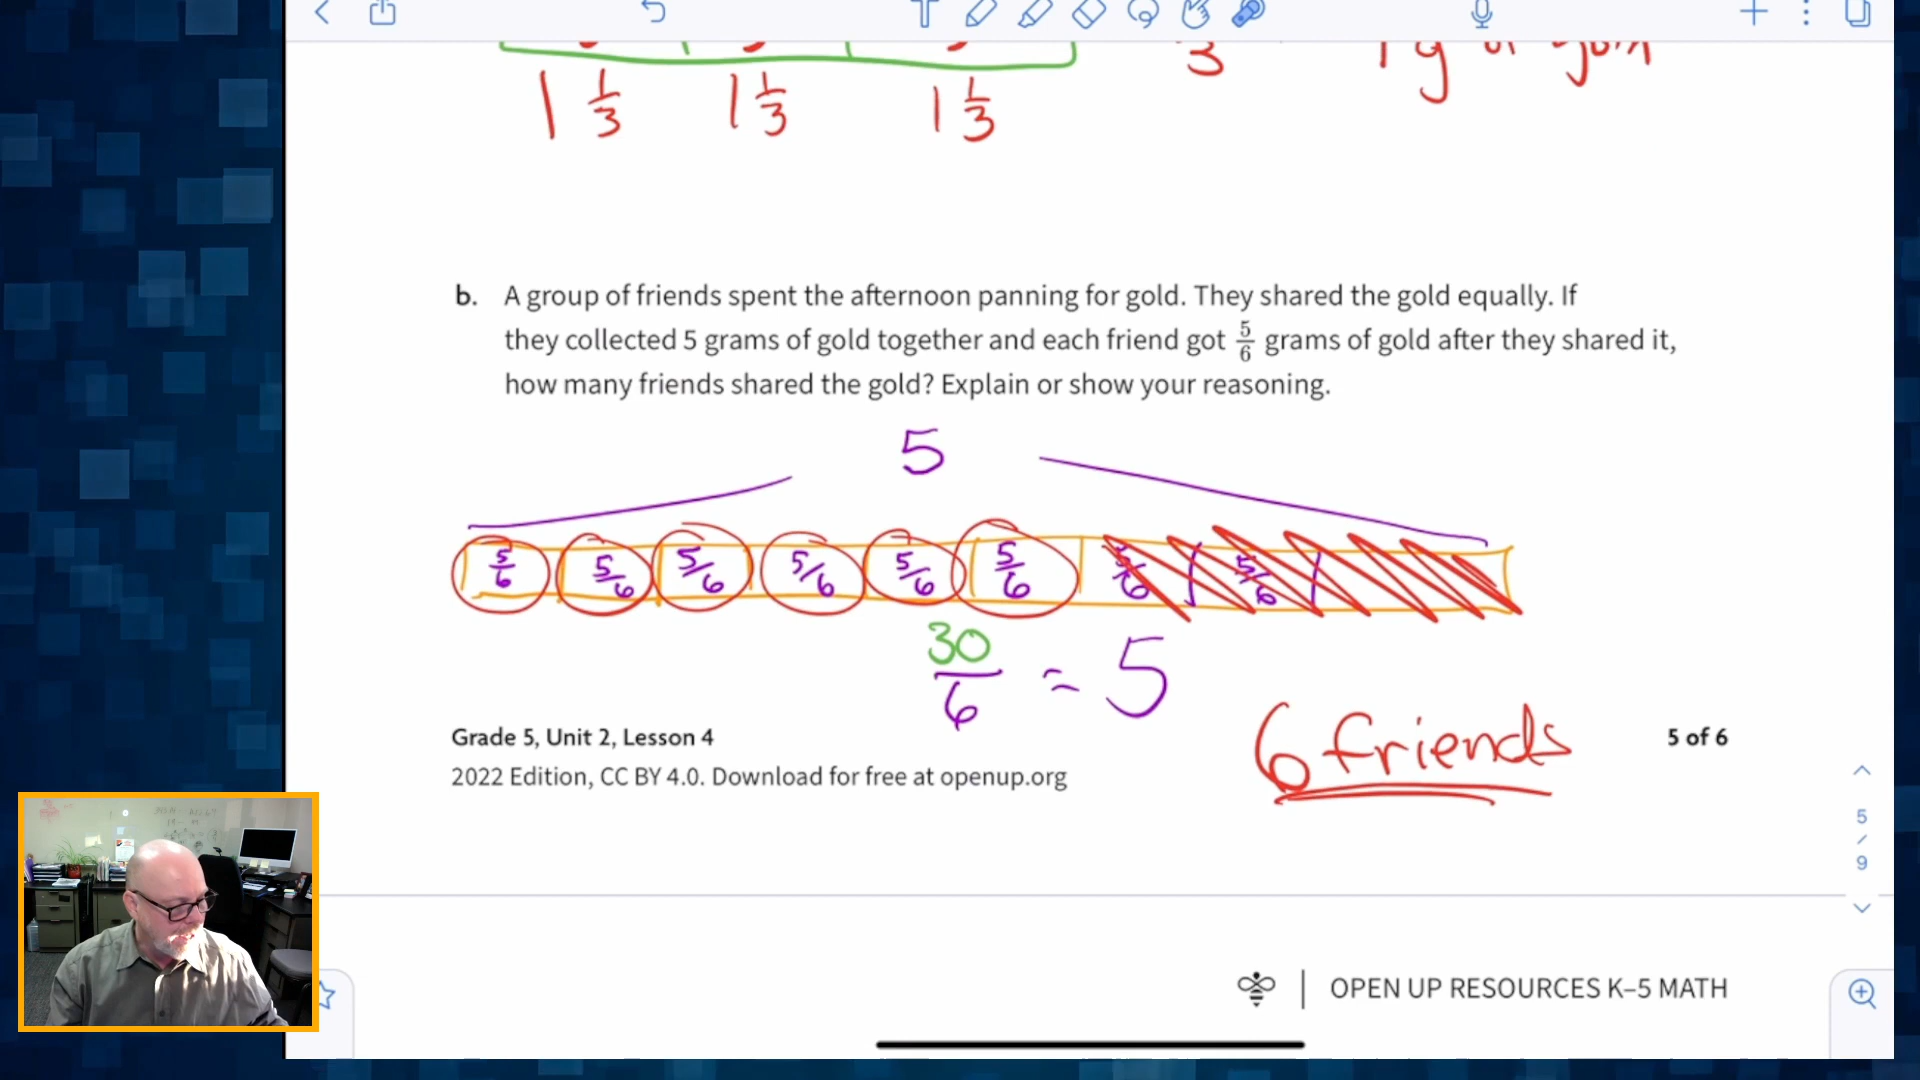 3
1 1/3 1 1/3 1 1/3
b. A group of friends spent the afternoon panning for gold. They shared the gold equally. If
they collected 5 grams of gold together and each friend got 5/6 grams of gold after they shared it,
how many friends shared the gold? Explain or show your reasoning.
5
5/6 5/6 5/6 5/6 5/6 5/6 5/6 5/6
30/6 = 5
6 friends
Grade 5, Unit 2, Lesson 4
5 of 6
2022 Edition, CC BY 4.0. Download for free at openup.org
5
/
9
OPEN UP RESOURCES K–5 MATH